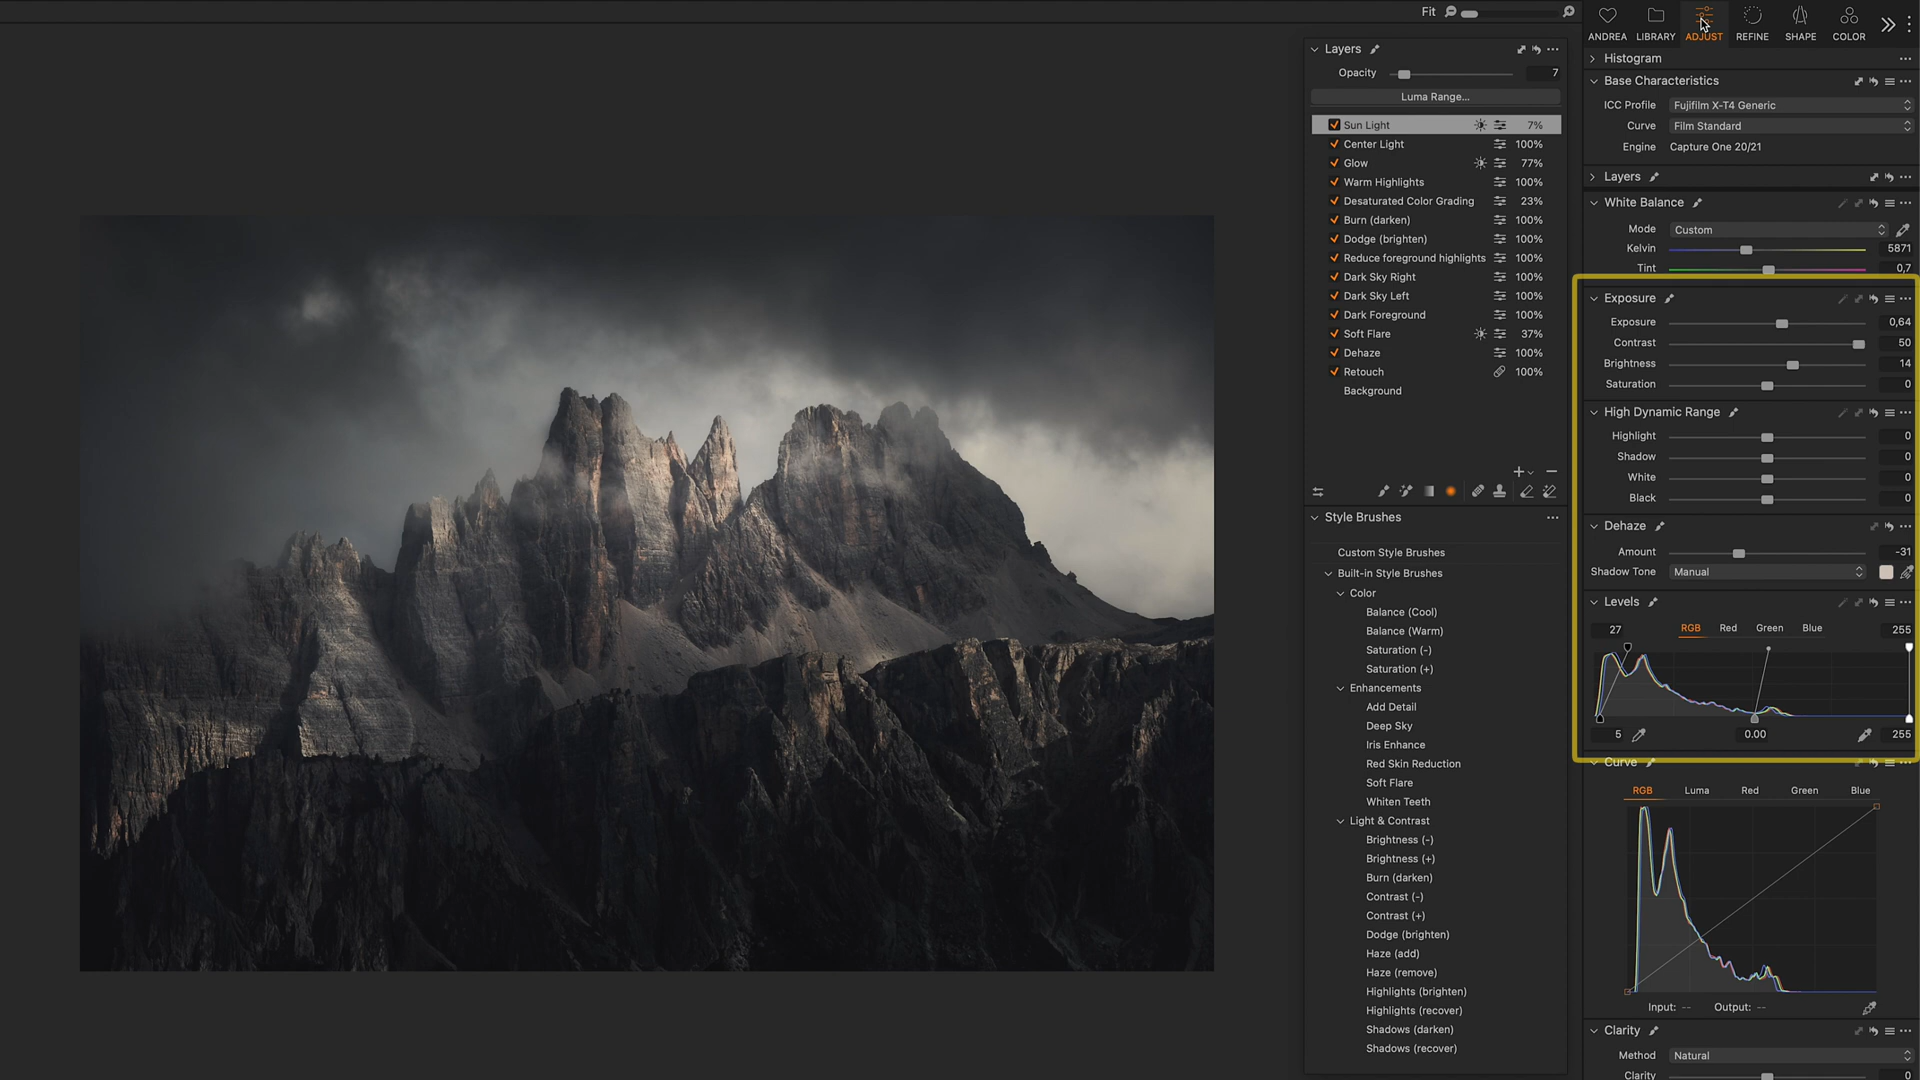 Fit
ANDREA LIBRARY ADJUST REFINE SHAPE COLOR
Layers
Opacity 7
Luma Range...
Sun Light 7%
Center Light 100%
Glow 77%
Warm Highlights 100%
Desaturated Color Grading 23%
Burn (darken) 100%
Dodge (brighten) 100%
Reduce foreground highlights 100%
Dark Sky Right 100%
Dark Sky Left 100%
Dark Foreground 100%
Soft Flare 37%
Dehaze 100%
Retouch 100%
Background
Style Brushes
Custom Style Brushes
Built-in Style Brushes
Color
Balance (Cool)
Balance (Warm)
Saturation (-)
Saturation (+)
Enhancements
Add Detail
Deep Sky
Iris Enhance
Red Skin Reduction
Soft Flare
Whiten Teeth
Light & Contrast
Brightness (-)
Brightness (+)
Burn (darken)
Contrast (-)
Contrast (+)
Dodge (brighten)
Haze (add)
Haze (remove)
Highlights (brighten)
Highlights (recover)
Shadows (darken)
Shadows (recover)
Histogram
Base Characteristics
ICC Profile Fujifilm X-T4 Generic
Curve Film Standard
Engine Capture One 20/21
Layers
White Balance
Mode Custom
Kelvin 5871
Tint 0,7
Exposure
Exposure 0,64
Contrast 50
Brightness 14
Saturation 0
High Dynamic Range
Highlight 0
Shadow 0
White 0
Black 0
Dehaze
Amount -31
Shadow Tone Manual
Levels
27 RGB Red Green Blue 255
5 0.00 255
Curve
RGB Luma Red Green Blue
Input: -- Output: --
Clarity
Method Natural
Clarity 0